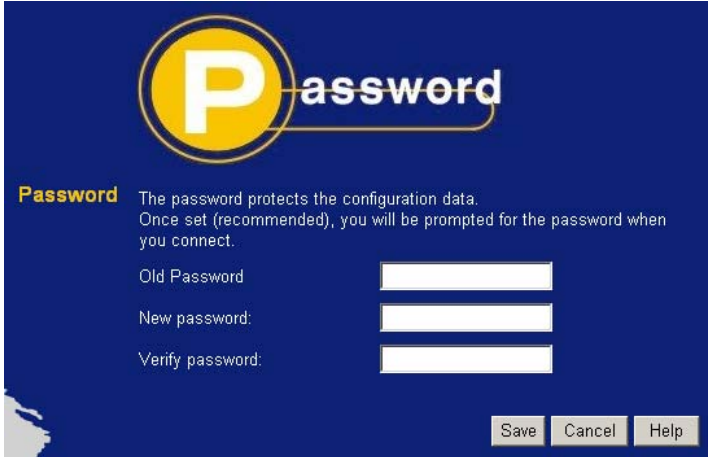 Password
Password
The password protects the configuration data.
Once set (recommended), you will be prompted for the password when
you connect.
Old Password
New password:
Verify password:
Save Cancel Help